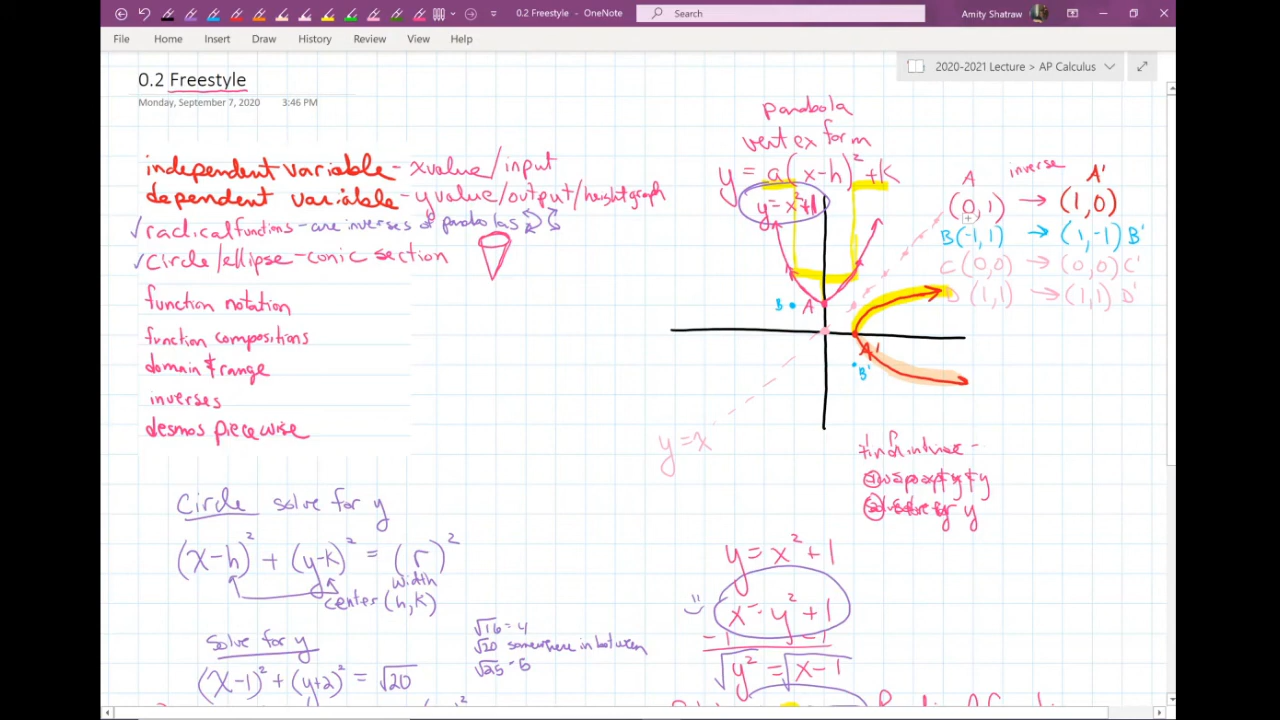 0.2 Freestyle - OneNote
Search
Amity Shatraw
File Home Insert Draw History Review View Help
2020-2021 Lecture > AP Calculus
0.2 Freestyle
Monday, September 7, 2020 3:46 PM
independent variable - x value / input
dependent variable - y value/output/height graph
✓ radical functions - are inverses of parabolas
✓ Circle/ellipse - conic section
function notation
function compositions
domain & range
inverses
desmos piecewise
parabola
vertex form
y = a(x-h)² + k
y = x²+1
A inverse A'
(0,1) → (1,0)
B(-1,1) → (1,-1) B'
C(0,0) → (0,0) C'
D(1,1) → (1,1) D'
B A
A'
B'
y = x
y
② solve for y
Circle solve for y
(x-h)² + (y-k)² = (r)²
width
center (h,k)
solve for y
(x-1)² + (y+2)² = √20
√16 = 4
√20 somewhere in between
√25 = 5
y = x² + 1
x = y² + 1
-1 -1
√y² = √x-1